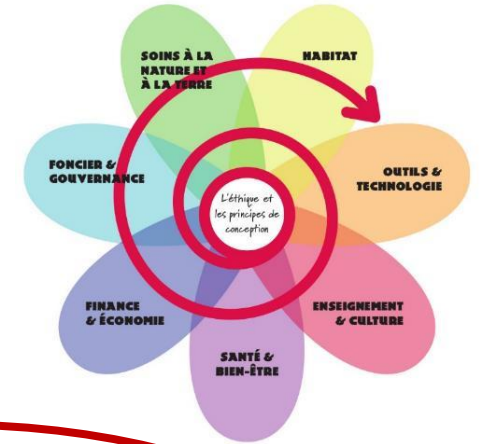 SOINS À LA
NATURE ET
À LA TERRE
HABITAT
OUTILS &
TECHNOLOGIE
ENSEIGNEMENT
& CULTURE
SANTÉ &
BIEN-ÊTRE
FINANCE
& ÉCONOMIE
FONCIER &
GOUVERNANCE
L'éthique et
les principes de
conception